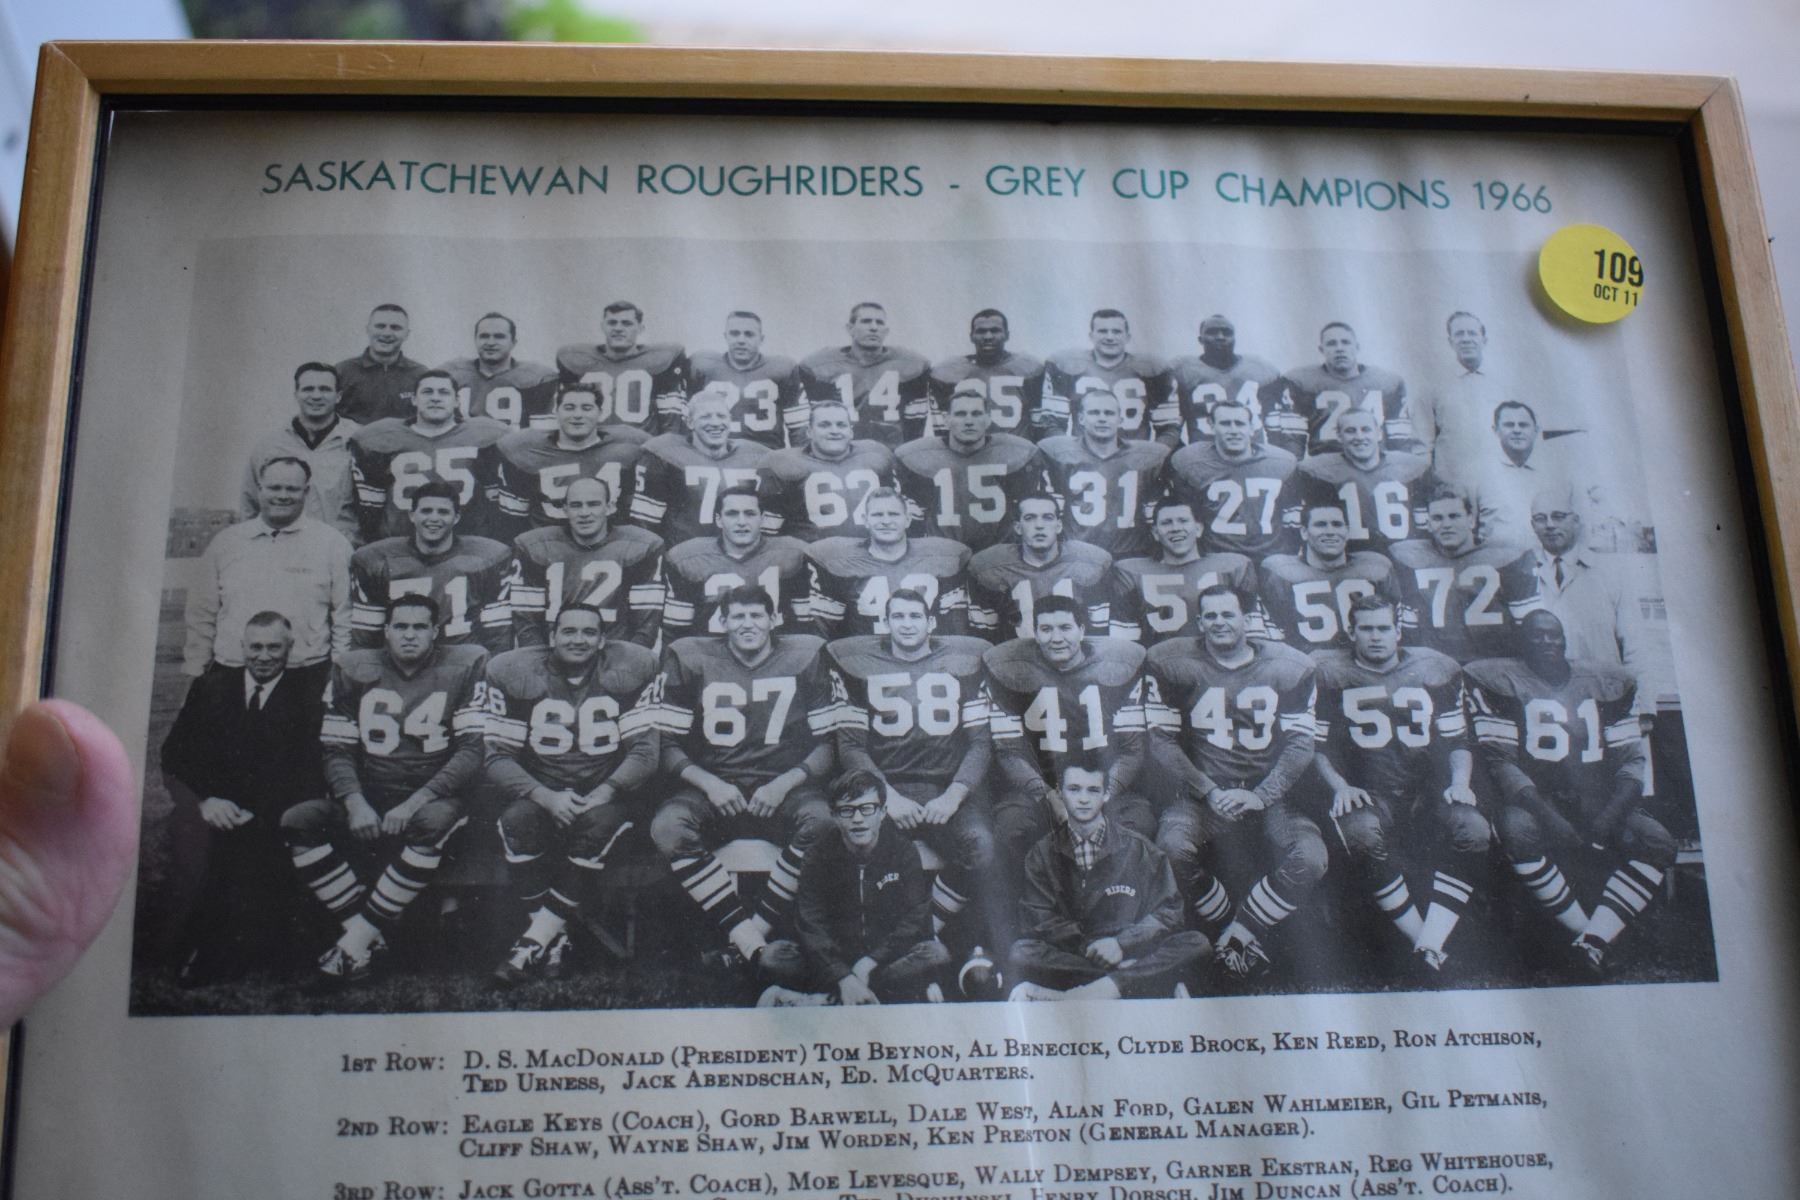 SASKATCHEWAN ROUGHRIDERS - GREY CUP CHAMPIONS 1966
109
OCT 11
19 30 23 14 34 24
65 54 75 62 15 31 27 16
71 12 21 42 11 51 50 72
64 66 67 58 41 43 53 61
RIDERS
1ST ROW: D. S. MACDONALD (PRESIDENT) TOM BEYNON, AL BENECICK, CLYDE BROCK, KEN REED, RON ATCHISON,
TED URNESS, JACK ABENDSCHAN, ED. MCQUARTERS.
2ND ROW: EAGLE KEYS (COACH), GORD BARWELL, DALE WEST, ALAN FORD, GALEN WAHLMEIER, GIL PETMANIS,
CLIFF SHAW, WAYNE SHAW, JIM WORDEN, KEN PRESTON (GENERAL MANAGER).
3RD ROW: JACK GOTTA (ASS'T. COACH), MOE LEVESQUE, WALLY DEMPSEY, GARNER EKSTRAN, REG WHITEHOUSE,
HENRY DORSCH, JIM DUNCAN (ASS'T. COACH).